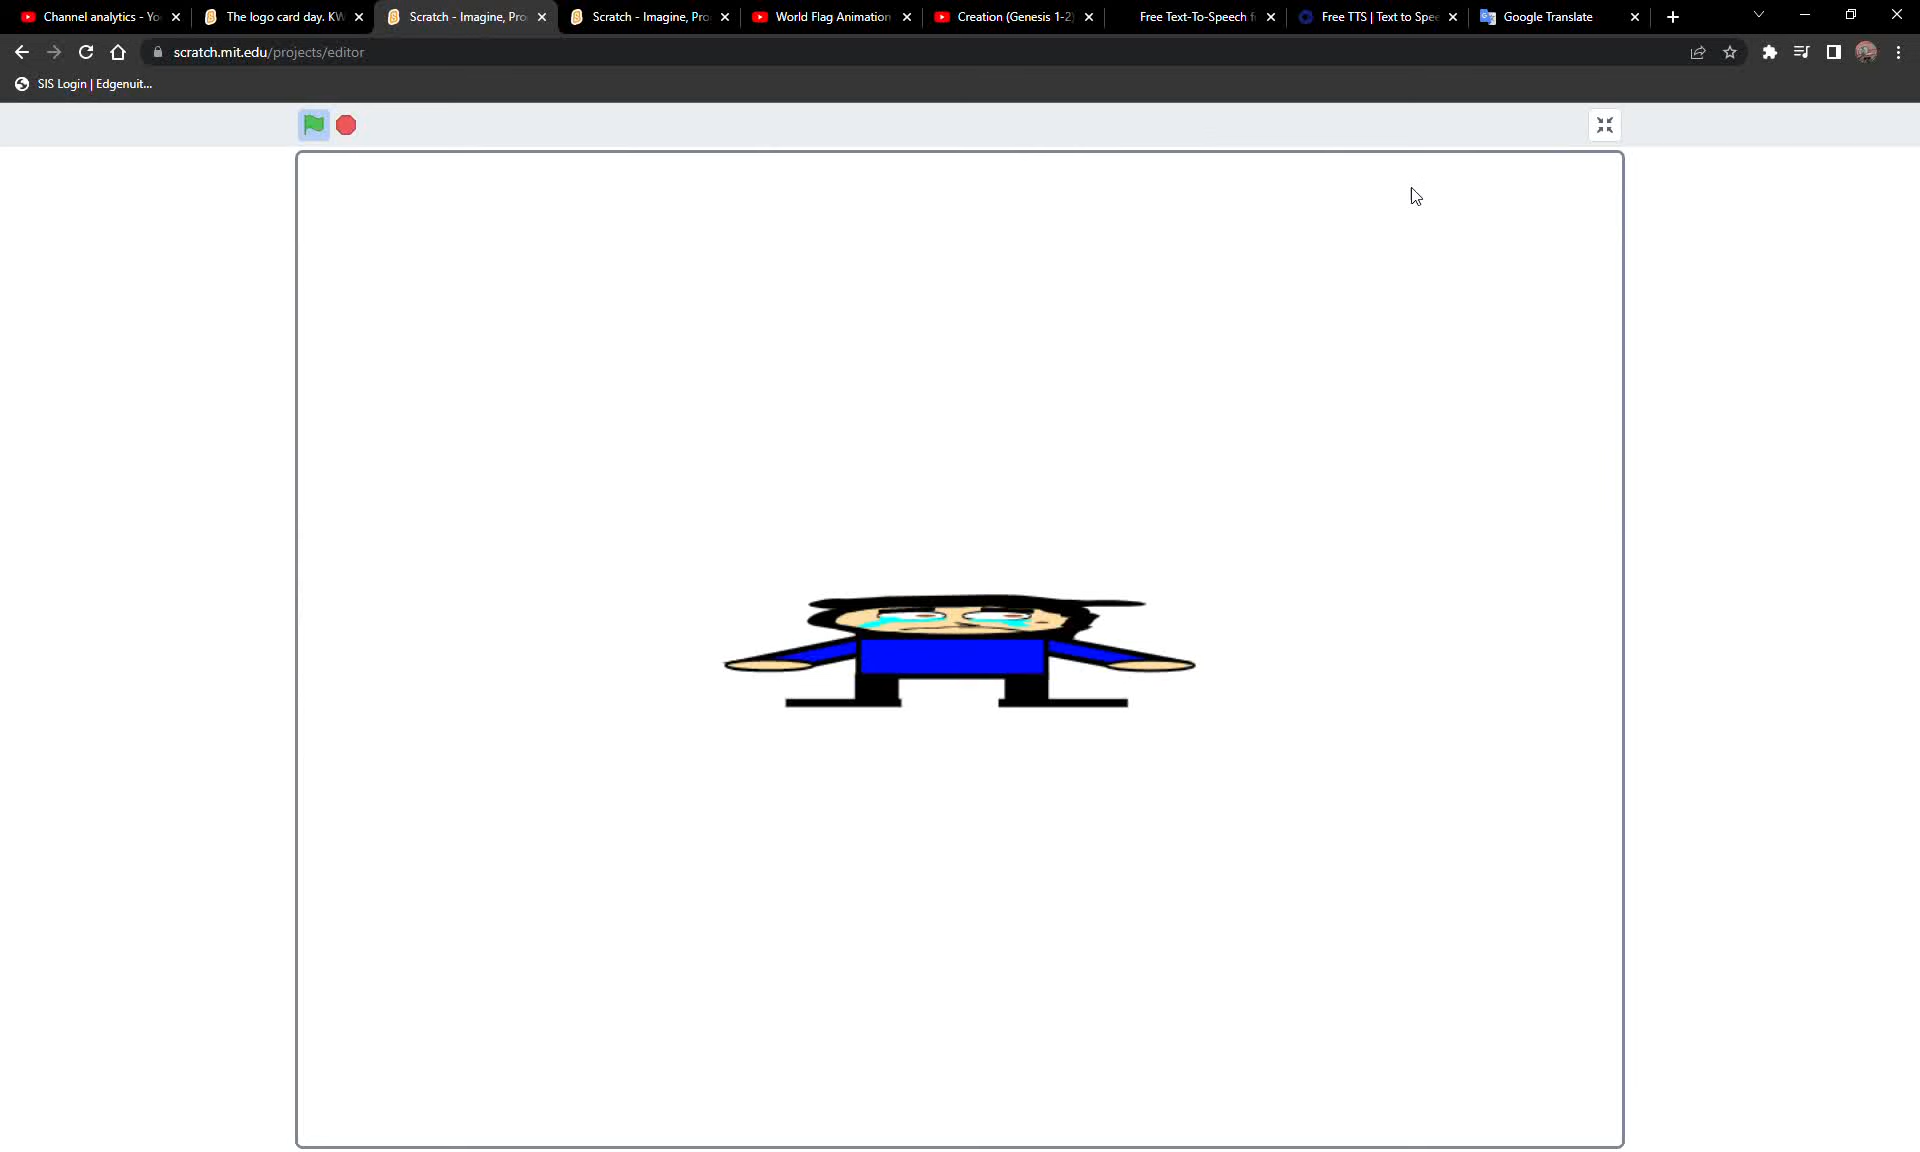 Channel analytics - Yo
The logo card day. KW
Scratch - Imagine, Pro
Scratch - Imagine, Pro
World Flag Animation
Creation (Genesis 1-2)
Free Text-To-Speech f
Free TTS | Text to Spee
Google Translate
scratch.mit.edu/projects/editor
SIS Login | Edgenuit...